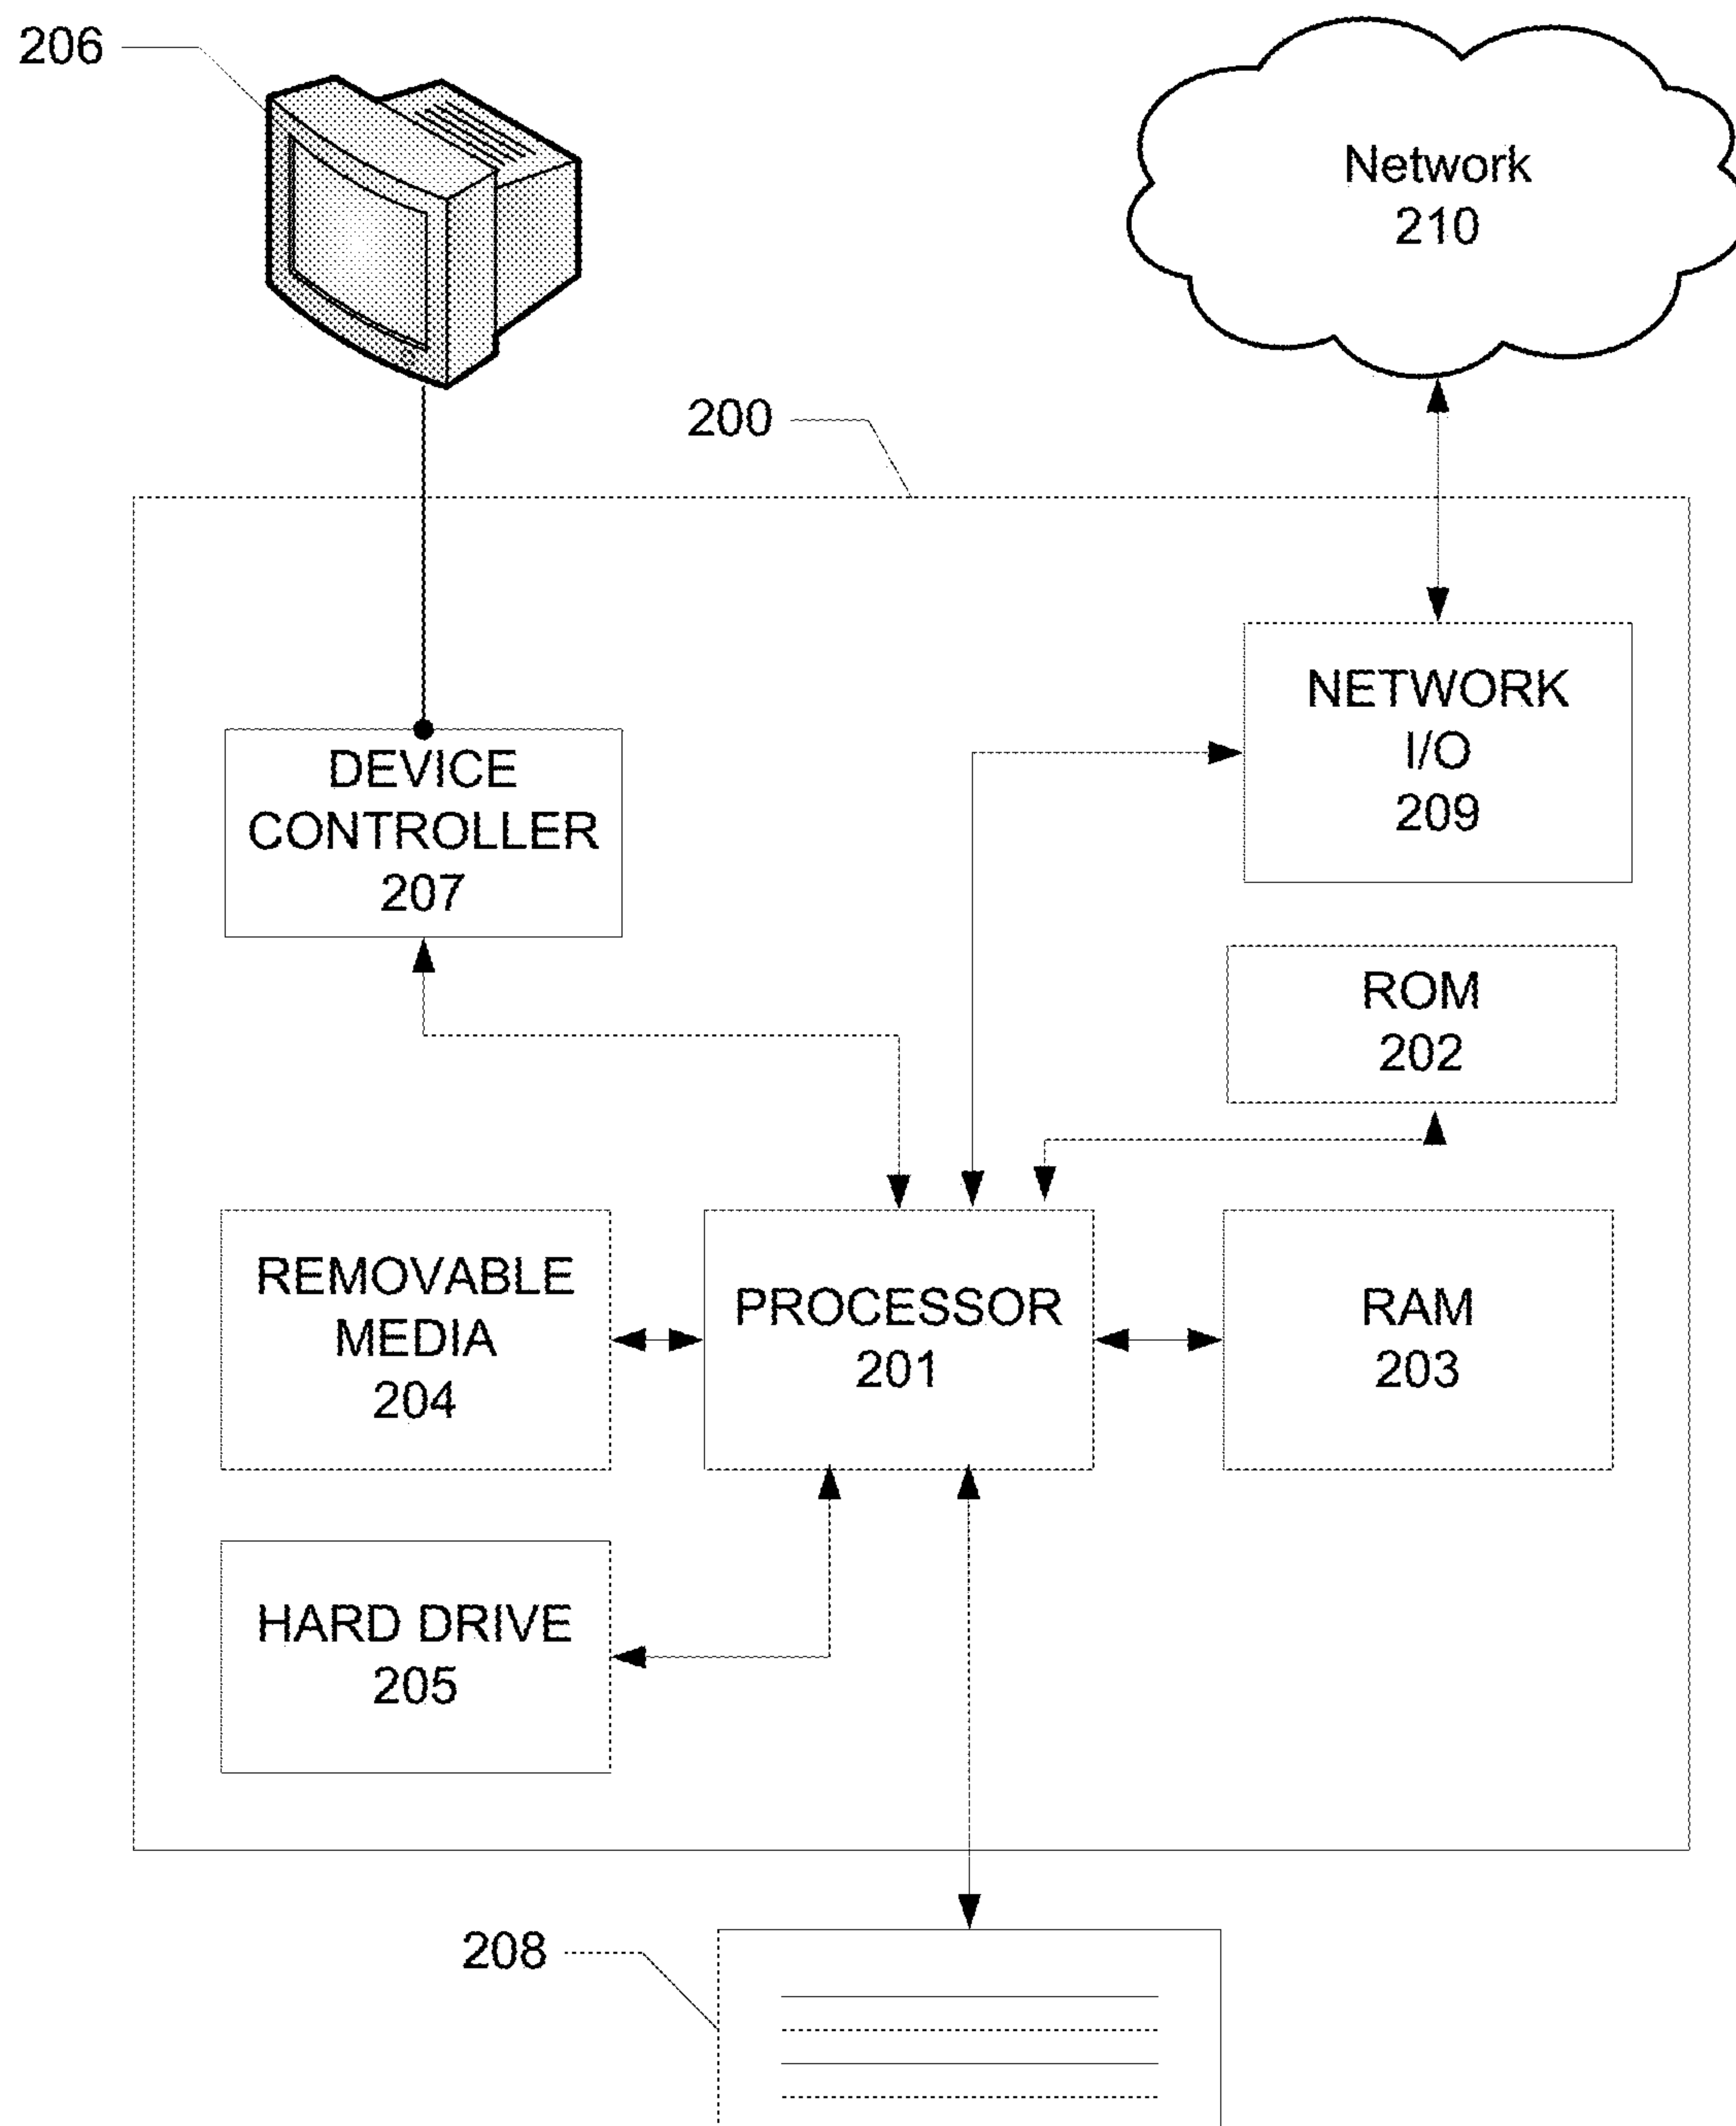 206
Network
210
200
NETWORK
I/O
209
DEVICE
CONTROLLER
207
ROM
202
REMOVABLE
MEDIA
204
PROCESSOR
201
RAM
203
HARD DRIVE
205
208